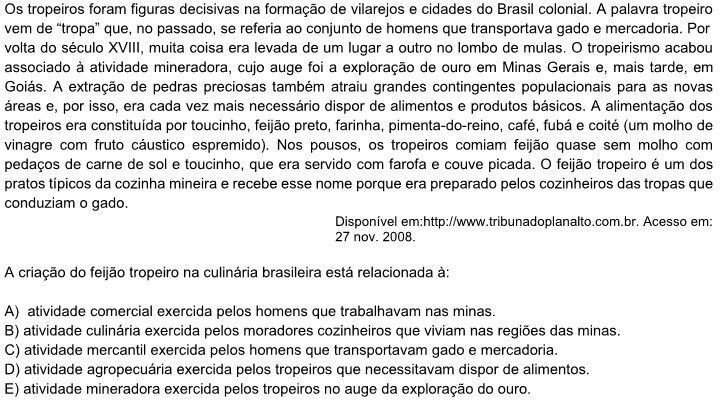 Os tropeiros foram figuras decisivas na formação de vilarejos e cidades do Brasil colonial. A palavra tropeiro
vem de “tropa” que, no passado, se referia ao conjunto de homens que transportava gado e mercadoria. Por
volta do século XVIII, muita coisa era levada de um lugar a outro no lombo de mulas. O tropeirismo acabou
associado à atividade mineradora, cujo auge foi a exploração de ouro em Minas Gerais e, mais tarde, em
Goiás. A extração de pedras preciosas também atraiu grandes contingentes populacionais para as novas
áreas e, por isso, era cada vez mais necessário dispor de alimentos e produtos básicos. A alimentação dos
tropeiros era constituída por toucinho, feijão preto, farinha, pimenta-do-reino, café, fubá e coité (um molho de
vinagre com fruto cáustico espremido). Nos pousos, os tropeiros comiam feijão quase sem molho com
pedaços de carne de sol e toucinho, que era servido com farofa e couve picada. O feijão tropeiro é um dos
pratos típicos da cozinha mineira e recebe esse nome porque era preparado pelos cozinheiros das tropas que
conduziam o gado.
Disponível em:http://www.tribunadoplanalto.com.br. Acesso em:
27 nov. 2008.
A criação do feijão tropeiro na culinária brasileira está relacionada à:
A) atividade comercial exercida pelos homens que trabalhavam nas minas.
B) atividade culinária exercida pelos moradores cozinheiros que viviam nas regiões das minas.
C) atividade mercantil exercida pelos homens que transportavam gado e mercadoria.
D) atividade agropecuária exercida pelos tropeiros que necessitavam dispor de alimentos.
E) atividade mineradora exercida pelos tropeiros no auge da exploração do ouro.